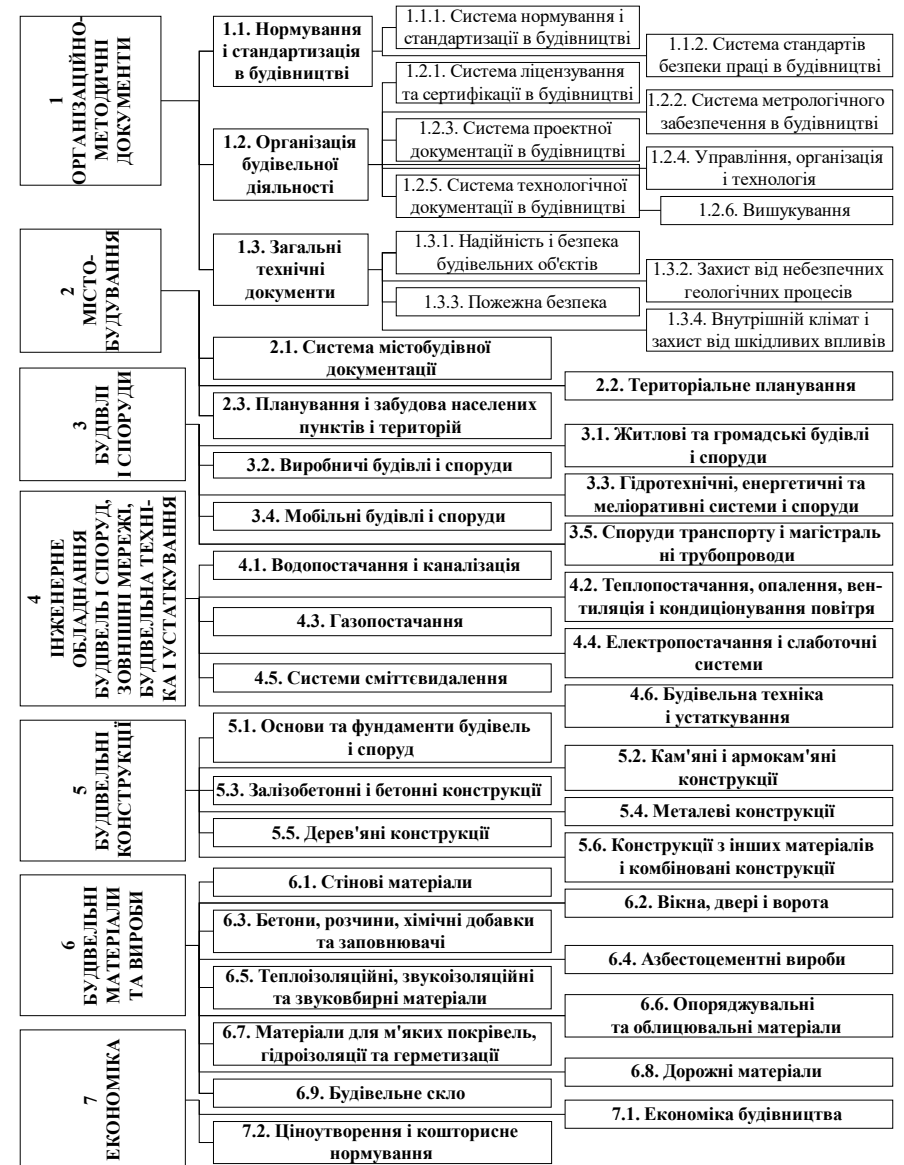 1
ОРГАНІЗАЦІЙНО-
МЕТОДИЧНІ
ДОКУМЕНТИ
1.1. Нормування
і стандартизація
в будівництві
1.1.1. Система нормування і
стандартизації в будівництві
1.1.2. Система стандартів
безпеки праці в будівництві
1.2. Організація
будівельної
діяльності
1.2.1. Система ліцензування
та сертифікації в будівництві
1.2.2. Система метрологічного
забезпечення в будівництві
1.2.3. Система проектної
документації в будівництві
1.2.4. Управління, організація
і технологія
1.2.5. Система технологічної
документації в будівництві
1.2.6. Вишукування
1.3. Загальні
технічні
документи
1.3.1. Надійність і безпека
будівельних об'єктів
1.3.2. Захист від небезпечних
геологічних процесів
1.3.3. Пожежна безпека
1.3.4. Внутрішній клімат і
захист від шкідливих впливів
2
МІСТО-
БУДУВАННЯ
2.1. Система містобудівної
документації
2.2. Територіальне планування
2.3. Планування і забудова населених
пунктів і територій
3
БУДІВЛІ
І СПОРУДИ
3.1. Житлові та громадські будівлі
і споруди
3.2. Виробничі будівлі і споруди
3.3. Гідротехнічні, енергетичні та
меліоративні системи і споруди
3.4. Мобільні будівлі і споруди
3.5. Споруди транспорту і магістраль
ні трубопроводи
4
ІНЖЕНЕРНЕ
ОБЛАДНАННЯ
БУДІВЕЛЬ І СПОРУД,
ЗОВНІШНІ МЕРЕЖІ,
БУДІВЕЛЬНА ТЕХНІ-
КА І УСТАТКУВАННЯ
4.1. Водопостачання і каналізація
4.2. Теплопостачання, опалення, вен-
тиляція і кондиціонування повітря
4.3. Газопостачання
4.4. Електропостачання і слаботочні
системи
4.5. Системи сміттєвидалення
4.6. Будівельна техніка
і устаткування
5
БУДІВЕЛЬНІ
КОНСТРУКЦІЇ
5.1. Основи та фундаменти будівель
і споруд
5.2. Кам'яні і армокам'яні
конструкції
5.3. Залізобетонні і бетонні конструкції
5.4. Металеві конструкції
5.5. Дерев'яні конструкції
5.6. Конструкції з інших матеріалів
і комбіновані конструкції
6
БУДІВЕЛЬНІ
МАТЕРІАЛИ
ТА ВИРОБИ
6.1. Стінові матеріали
6.2. Вікна, двері і ворота
6.3. Бетони, розчини, хімічні добавки
та заповнювачі
6.4. Азбестоцементні вироби
6.5. Теплоізоляційні, звукоізоляційні
та звуковбирні матеріали
6.6. Опоряджувальні
та облицювальні матеріали
6.7. Матеріали для м'яких покрівель,
гідроізоляції та герметизації
6.8. Дорожні матеріали
6.9. Будівельне скло
7
ЕКОНОМІКА
7.1. Економіка будівництва
7.2. Ціноутворення і кошторисне
нормування